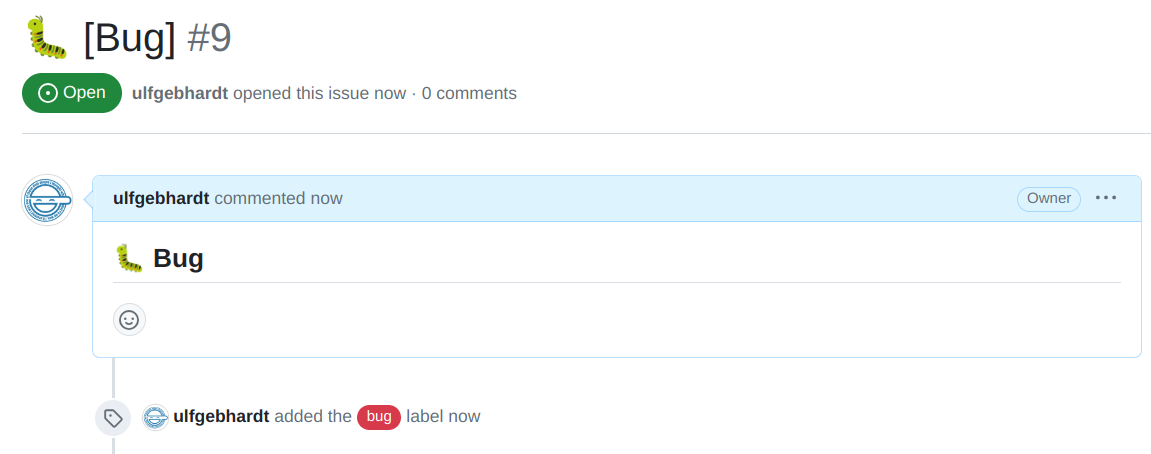 🐛 [Bug] #9
Open ulfgebhardt opened this issue now · 0 comments
ulfgebhardt commented now Owner ...
🐛 Bug
ulfgebhardt added the bug label now